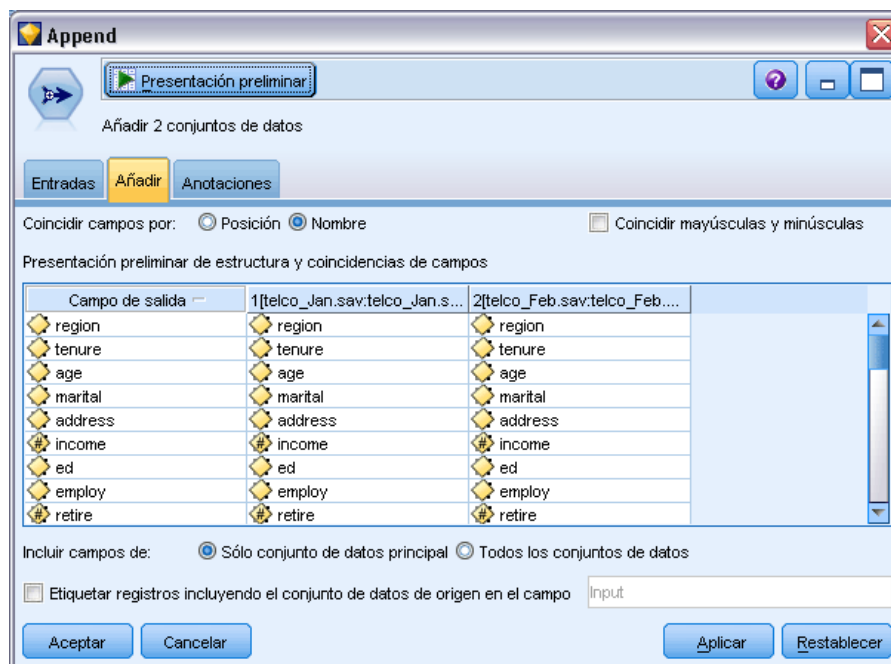 Append
Presentación preliminar
Añadir 2 conjuntos de datos
Entradas Añadir Anotaciones
Coincidir campos por: Posición Nombre Coincidir mayúsculas y minúsculas
Presentación preliminar de estructura y coincidencias de campos
Campo de salida 1[telco_Jan.sav:telco_Jan.s... 2[telco_Feb.sav:telco_Feb....
region region region
tenure tenure tenure
age age age
marital marital marital
address address address
income income income
ed ed ed
employ employ employ
retire retire retire
Incluir campos de: Sólo conjunto de datos principal Todos los conjuntos de datos
Etiquetar registros incluyendo el conjunto de datos de origen en el campo Input
Aceptar Cancelar Aplicar Restablecer